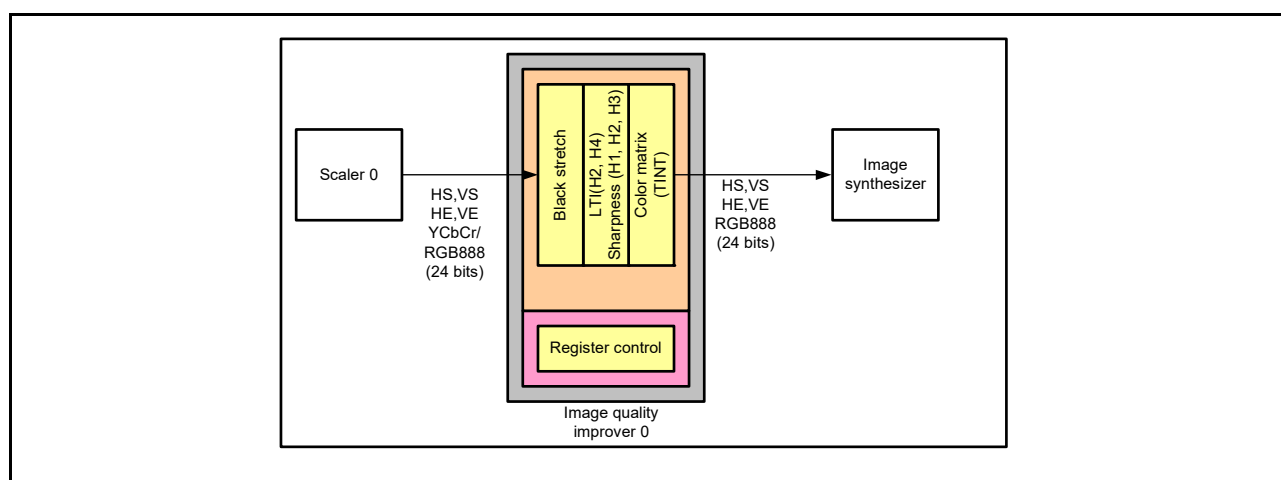 Scaler 0
HS,VS
HE,VE
YCbCr/
RGB888
(24 bits)
Black stretch
LTI(H2, H4)
Sharpness (H1, H2, H3)
Color matrix
(TINT)
Register control
Image quality
improver 0
HS,VS
HE,VE
RGB888
(24 bits)
Image
synthesizer